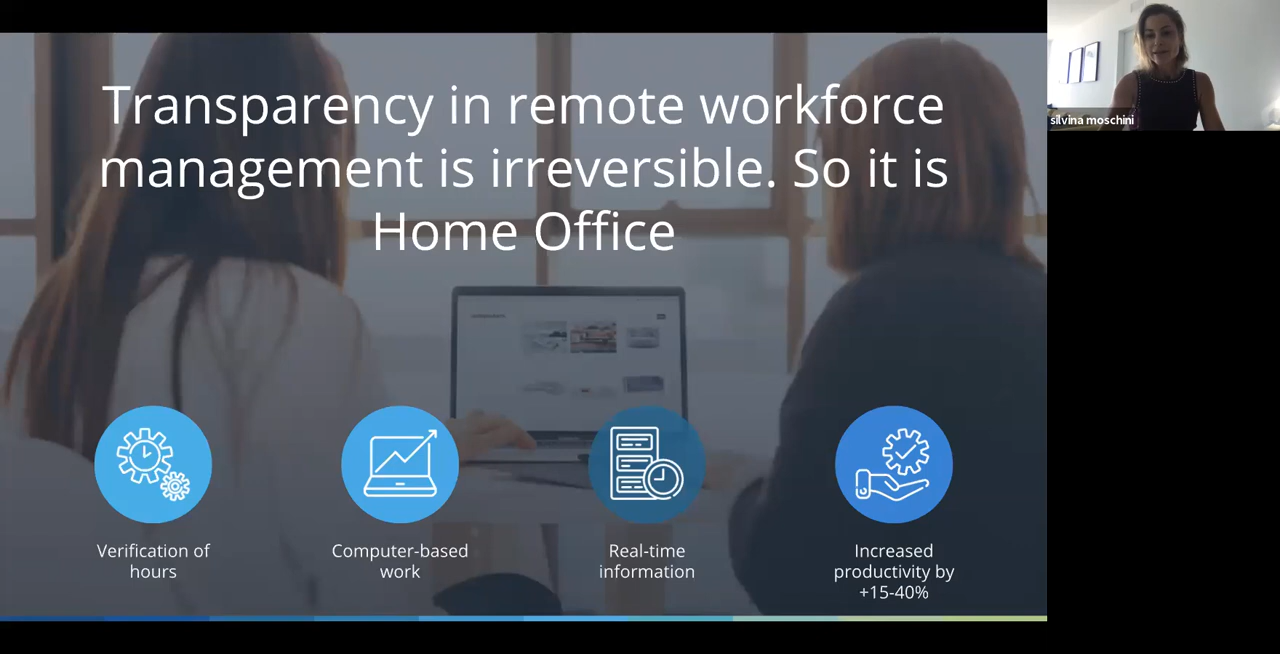 Transparency in remote workforce
management is irreversible. So it is
Home Office
silvina moschini
Verification of
hours
Computer-based
work
Real-time
information
Increased
productivity by
+15-40%